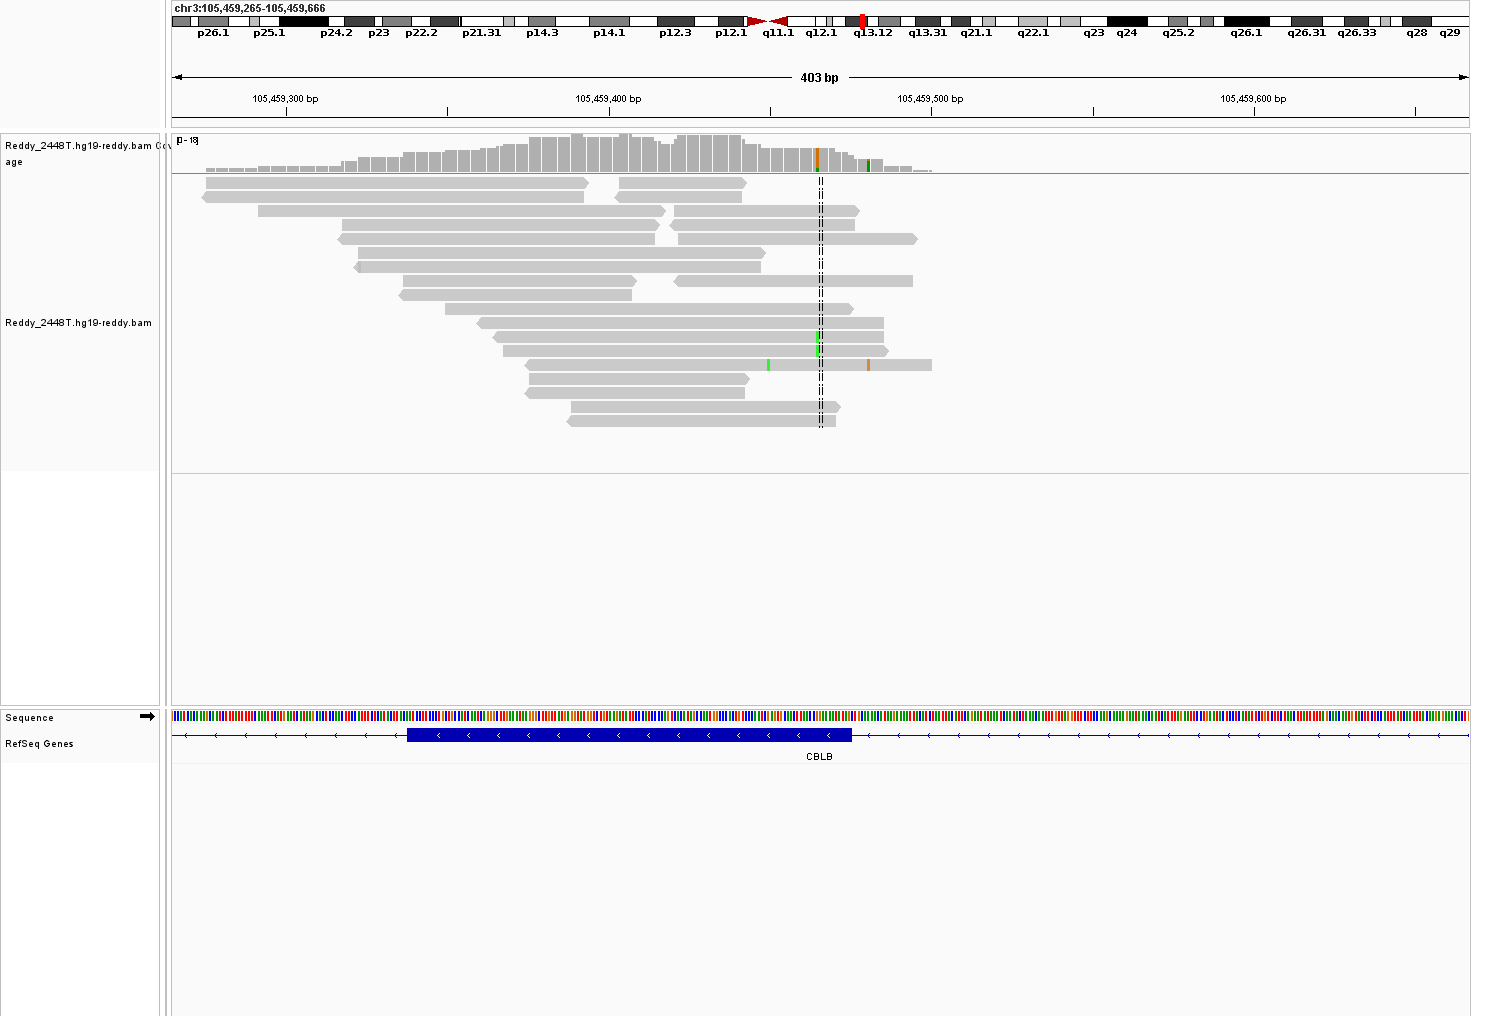 chr3:105,459,265-105,459,666
p26.1 p25.1 p24.2 p23 p22.2 p21.31 p14.3 p14.1 p12.3 p12.1 q11.1 q12.1 q13.12 q13.31 q21.1 q22.1 q23 q24 q25.2 q26.1 q26.31 q26.33 q28 q29
403 bp
105,459,300 bp 105,459,400 bp 105,459,500 bp 105,459,600 bp
Reddy_2448T.hg19-reddy.bam Cov
age
[0 - 18]
Reddy_2448T.hg19-reddy.bam
Sequence
RefSeq Genes
CBLB